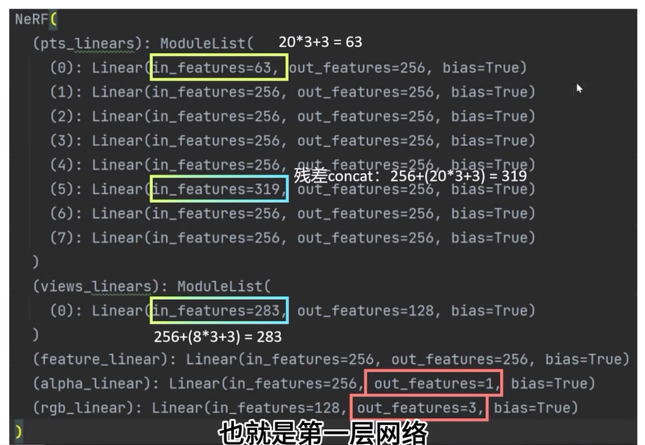 NeRF(
(pts_linears): ModuleList( 20*3+3 = 63
(0): Linear(in_features=63, out_features=256, bias=True)
(1): Linear(in_features=256, out_features=256, bias=True)
(2): Linear(in_features=256, out_features=256, bias=True)
(3): Linear(in_features=256, out_features=256, bias=True)
(4): Linear(in_features=256, out_features=256, bias=True)
残差concat：256+(20*3+3) = 319
(5): Linear(in_features=319, out_features=256, bias=True)
(6): Linear(in_features=256, out_features=256, bias=True)
(7): Linear(in_features=256, out_features=256, bias=True)
)
(views_linears): ModuleList(
(0): Linear(in_features=283, out_features=128, bias=True)
)
256+(8*3+3) = 283
(feature_linear): Linear(in_features=256, out_features=256, bias=True)
(alpha_linear): Linear(in_features=256, out_features=1, bias=True)
(rgb_linear): Linear(in_features=128, out_features=3, bias=True)
)
也就是第一层网络